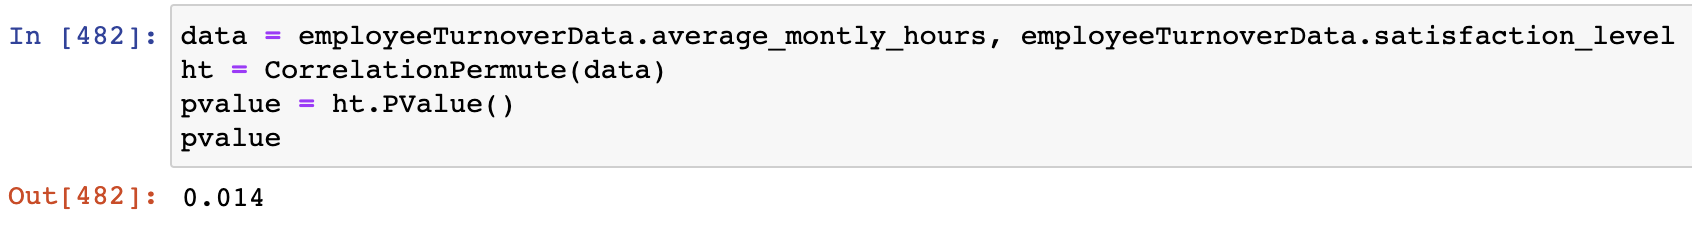 In [482]: data = employeeTurnoverData.average_montly_hours, employeeTurnoverData.satisfaction_level
ht = CorrelationPermute(data)
pvalue = ht.PValue()
pvalue
Out[482]: 0.014